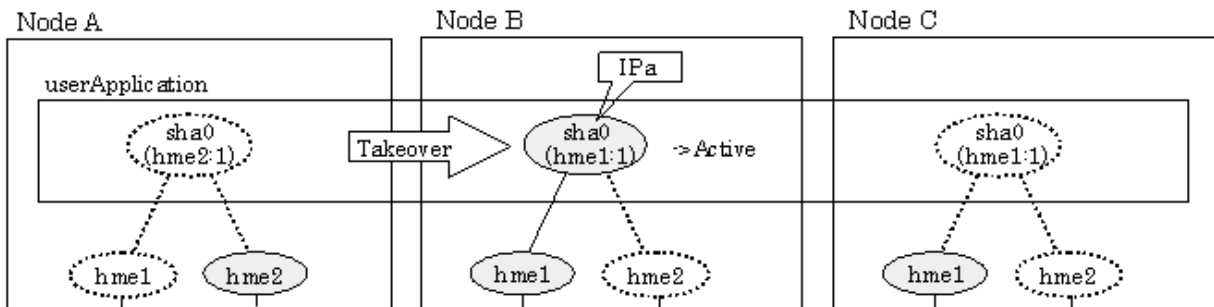 Node A
Node B
Node C
IPa
userApplication
sha0
(hme2:1)
Takeover
sha0
(hme1:1)
->Active
sha0
(hme1:1)
hme1
hme2
hme1
hme2
hme1
hme2